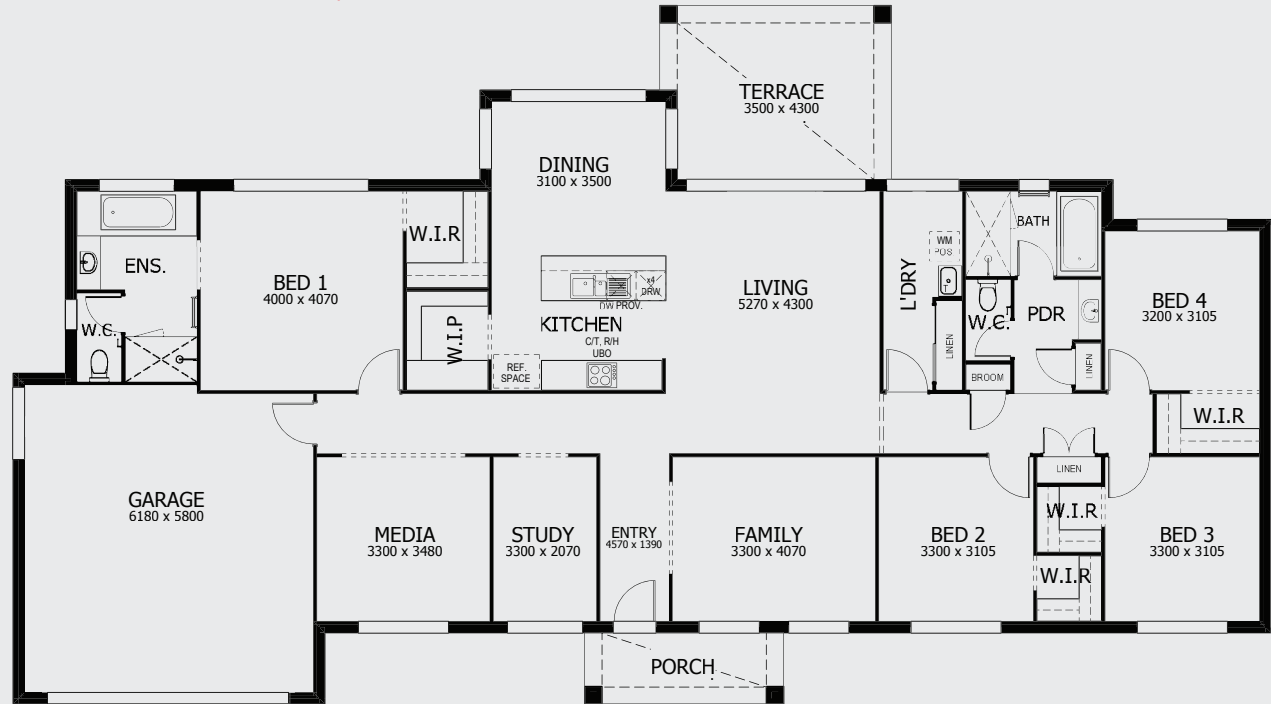 TERRACE
3500 x 4300
DINING
3100 x 3500
ENS.
W.C.
BED 1
4000 x 4070
W.I.R
W.I.P
KITCHEN
C/T, R/H
UBO
DW PROV.
x4
DRW
REF.
SPACE
LIVING
5270 x 4300
L'DRY
WM
POS
T
LINEN
BATH
W.C.
PDR
BROOM
LINEN
BED 4
3200 x 3105
W.I.R
GARAGE
6180 x 5800
MEDIA
3300 x 3480
STUDY
3300 x 2070
ENTRY
4570 x 1390
FAMILY
3300 x 4070
BED 2
3300 x 3105
LINEN
W.I.R
W.I.R
BED 3
3300 x 3105
PORCH